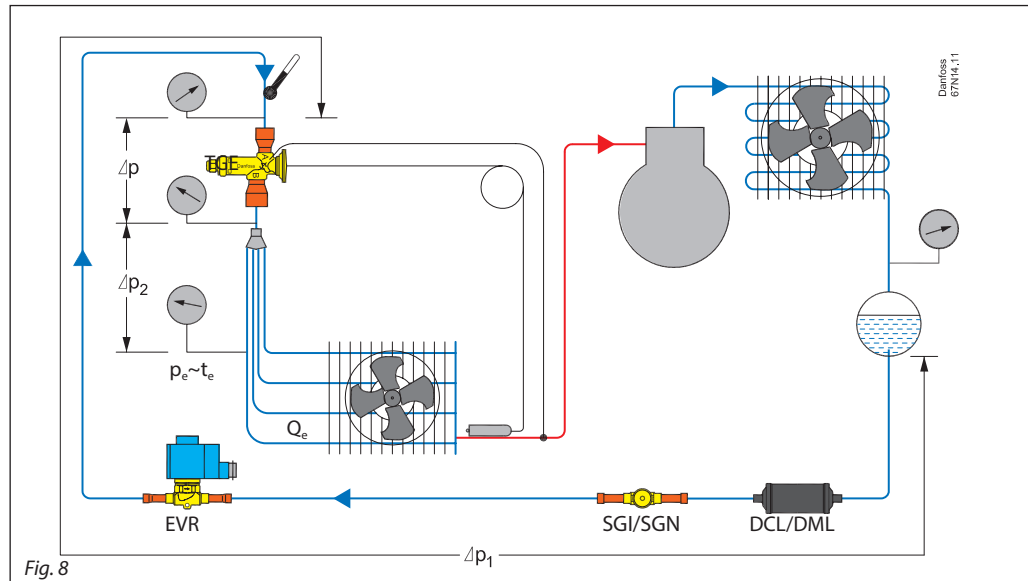 Danfoss
67N14,11
Δp
TGE
Danfoss
A
B
Δp₂
pₑ~tₑ
Qₑ
EVR
SGI/SGN
DCL/DML
Δp₁
Fig. 8